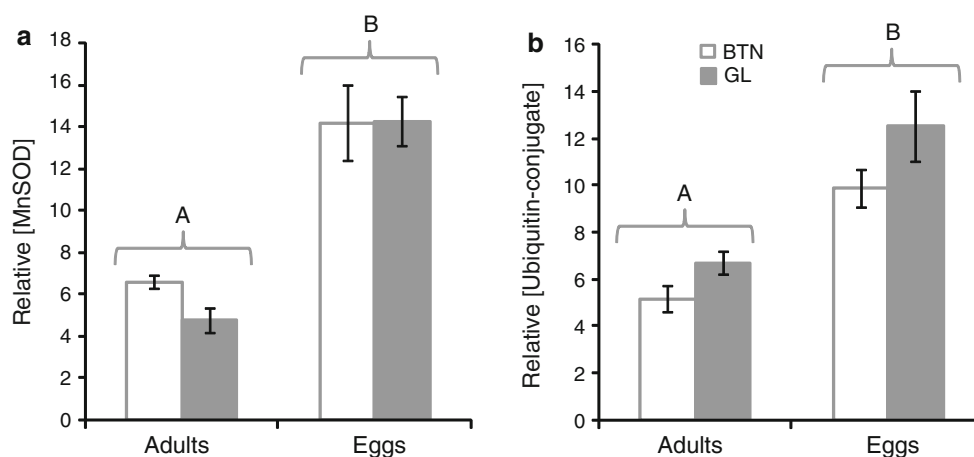 a
Relative [MnSOD]
18
16
14
12
10
8
6
4
2
0
A
B
Adults Eggs
b
Relative [Ubiquitin-conjugate]
16
14
12
10
8
6
4
2
0
BTN
GL
A
B
Adults Eggs